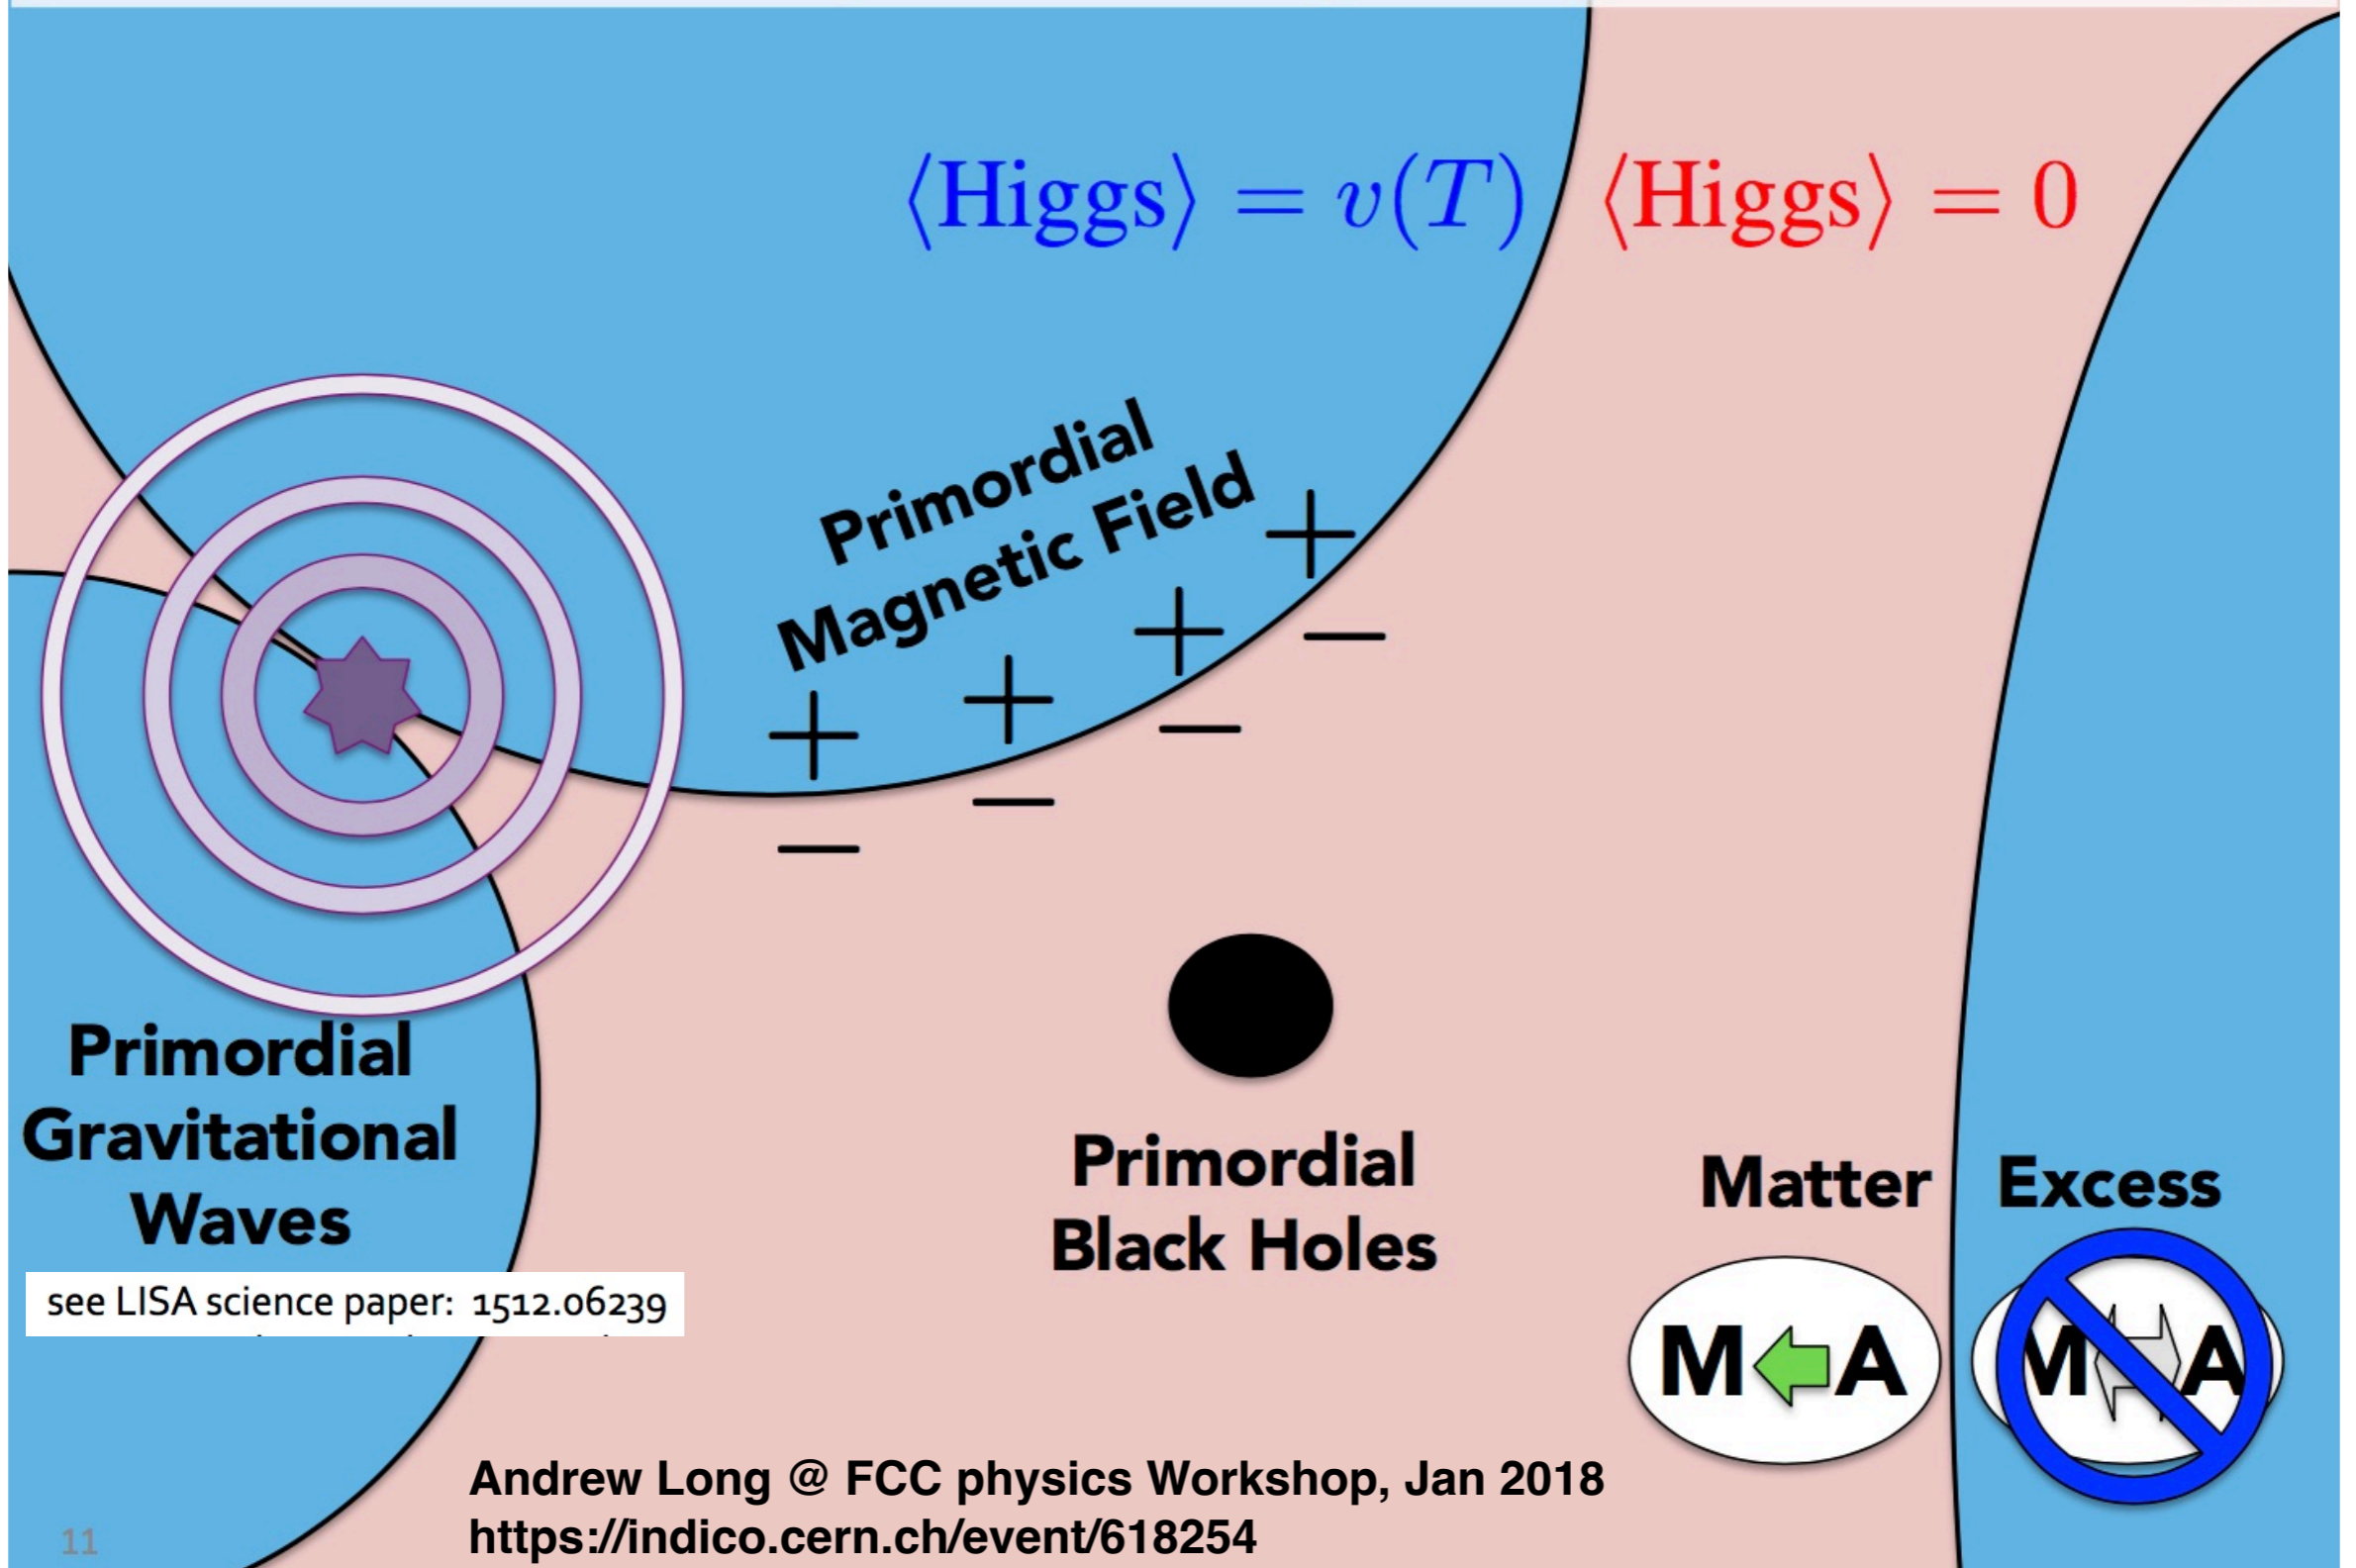 ⟨Higgs⟩ = v(T)
⟨Higgs⟩ = 0
Primordial
Magnetic Field
+
+
+
+
−
−
−
−
Primordial
Gravitational
Waves
see LISA science paper: 1512.06239
Primordial
Black Holes
Matter
Excess
M A
M A
Andrew Long @ FCC physics Workshop, Jan 2018
https://indico.cern.ch/event/618254
11